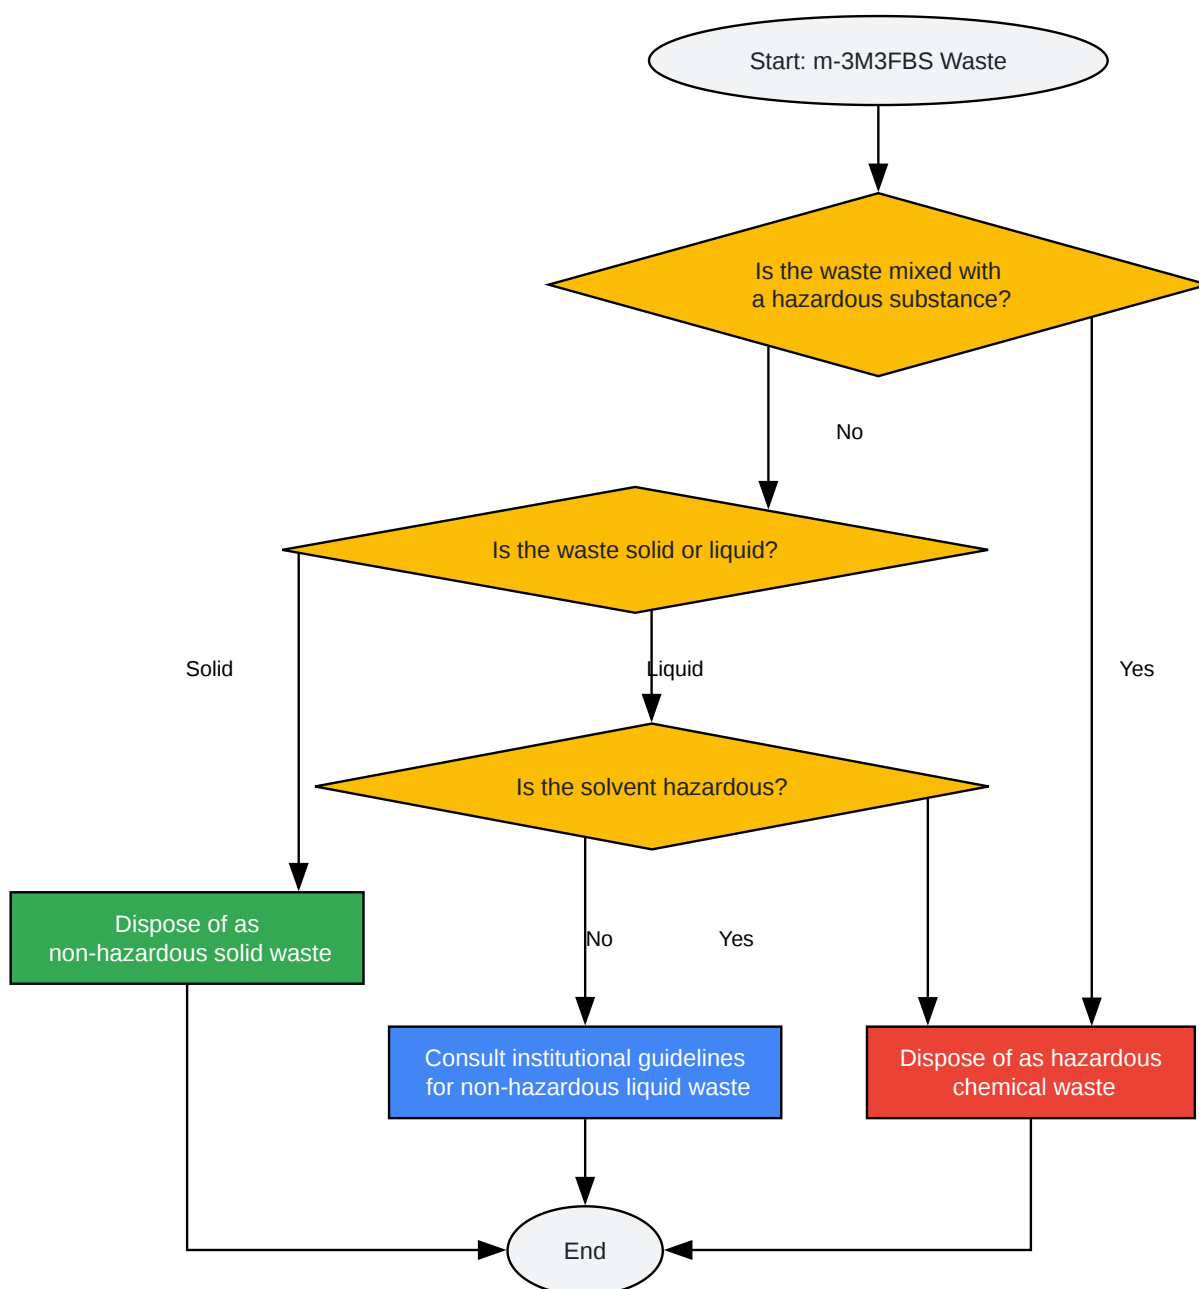 Start: m-3M3FBS Waste
Is the waste mixed with
a hazardous substance?
No
Is the waste solid or liquid?
Solid
Liquid
Yes
Is the solvent hazardous?
Dispose of as
non-hazardous solid waste
No
Yes
Consult institutional guidelines
for non-hazardous liquid waste
Dispose of as hazardous
chemical waste
End